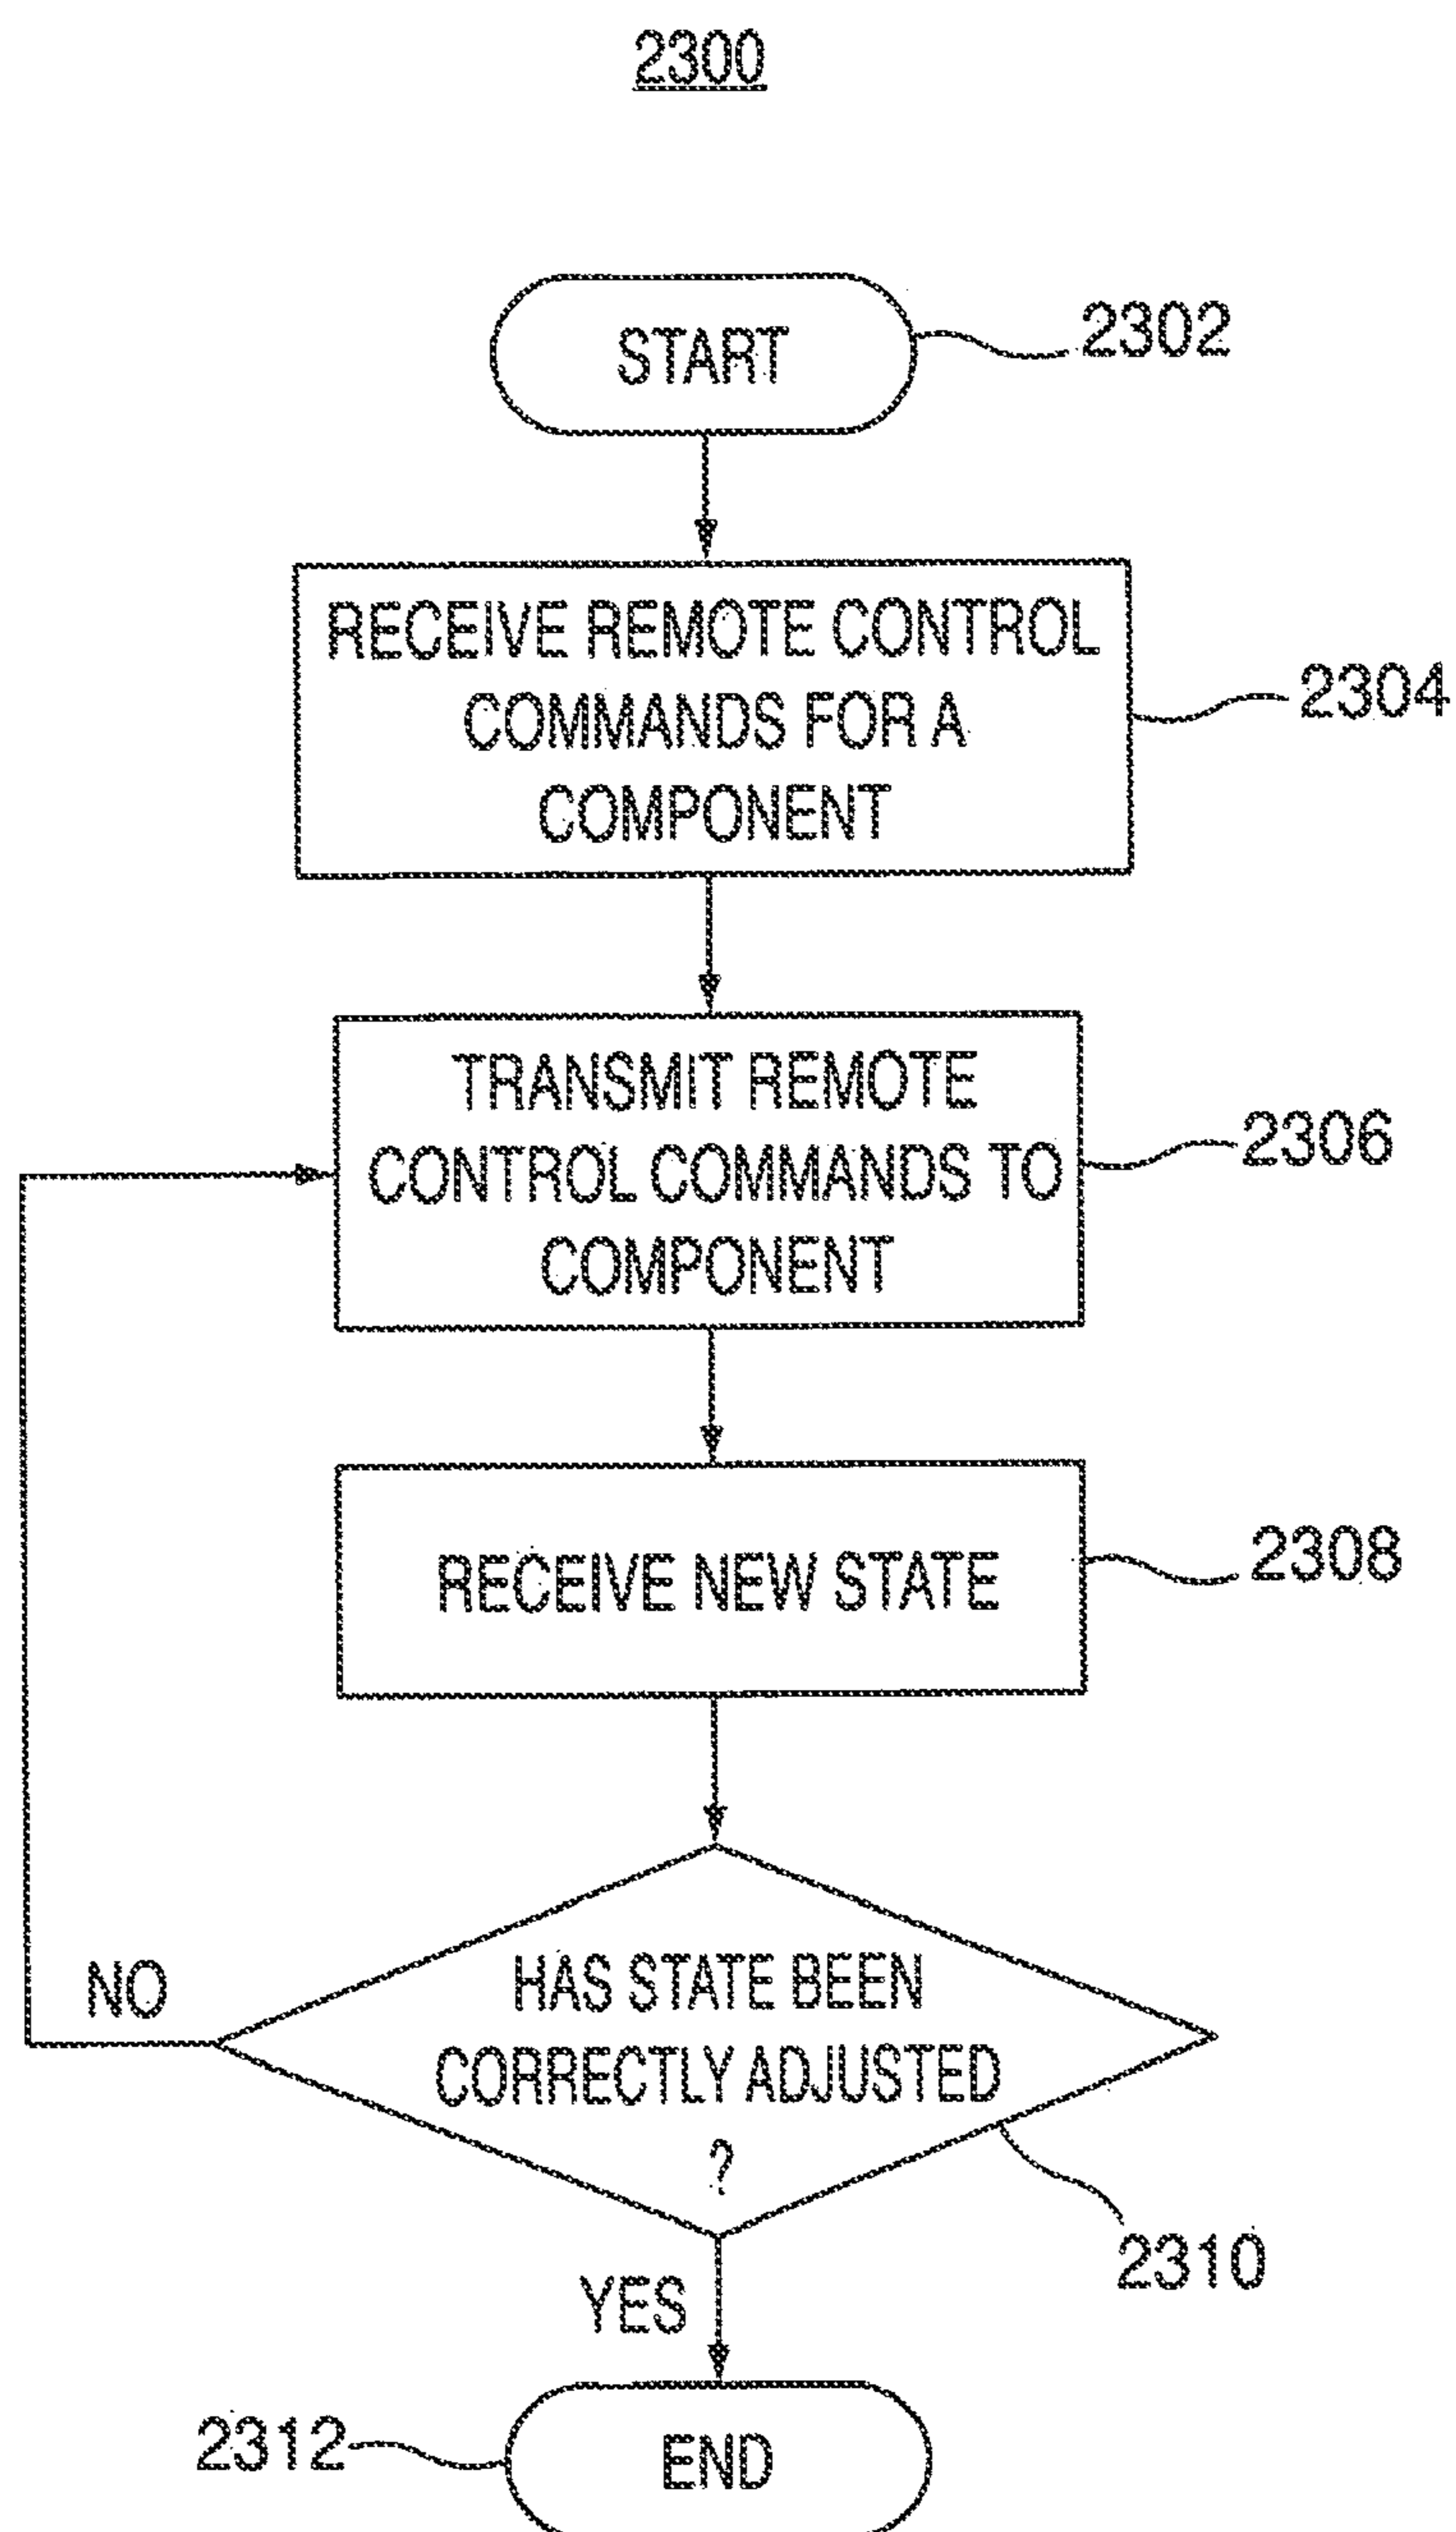 2300
START
2302
RECEIVE REMOTE CONTROL
COMMANDS FOR A
COMPONENT
2304
TRANSMIT REMOTE
CONTROL COMMANDS TO
COMPONENT
2306
RECEIVE NEW STATE
2308
HAS STATE BEEN
CORRECTLY ADJUSTED
?
NO
2310
YES
2312
END